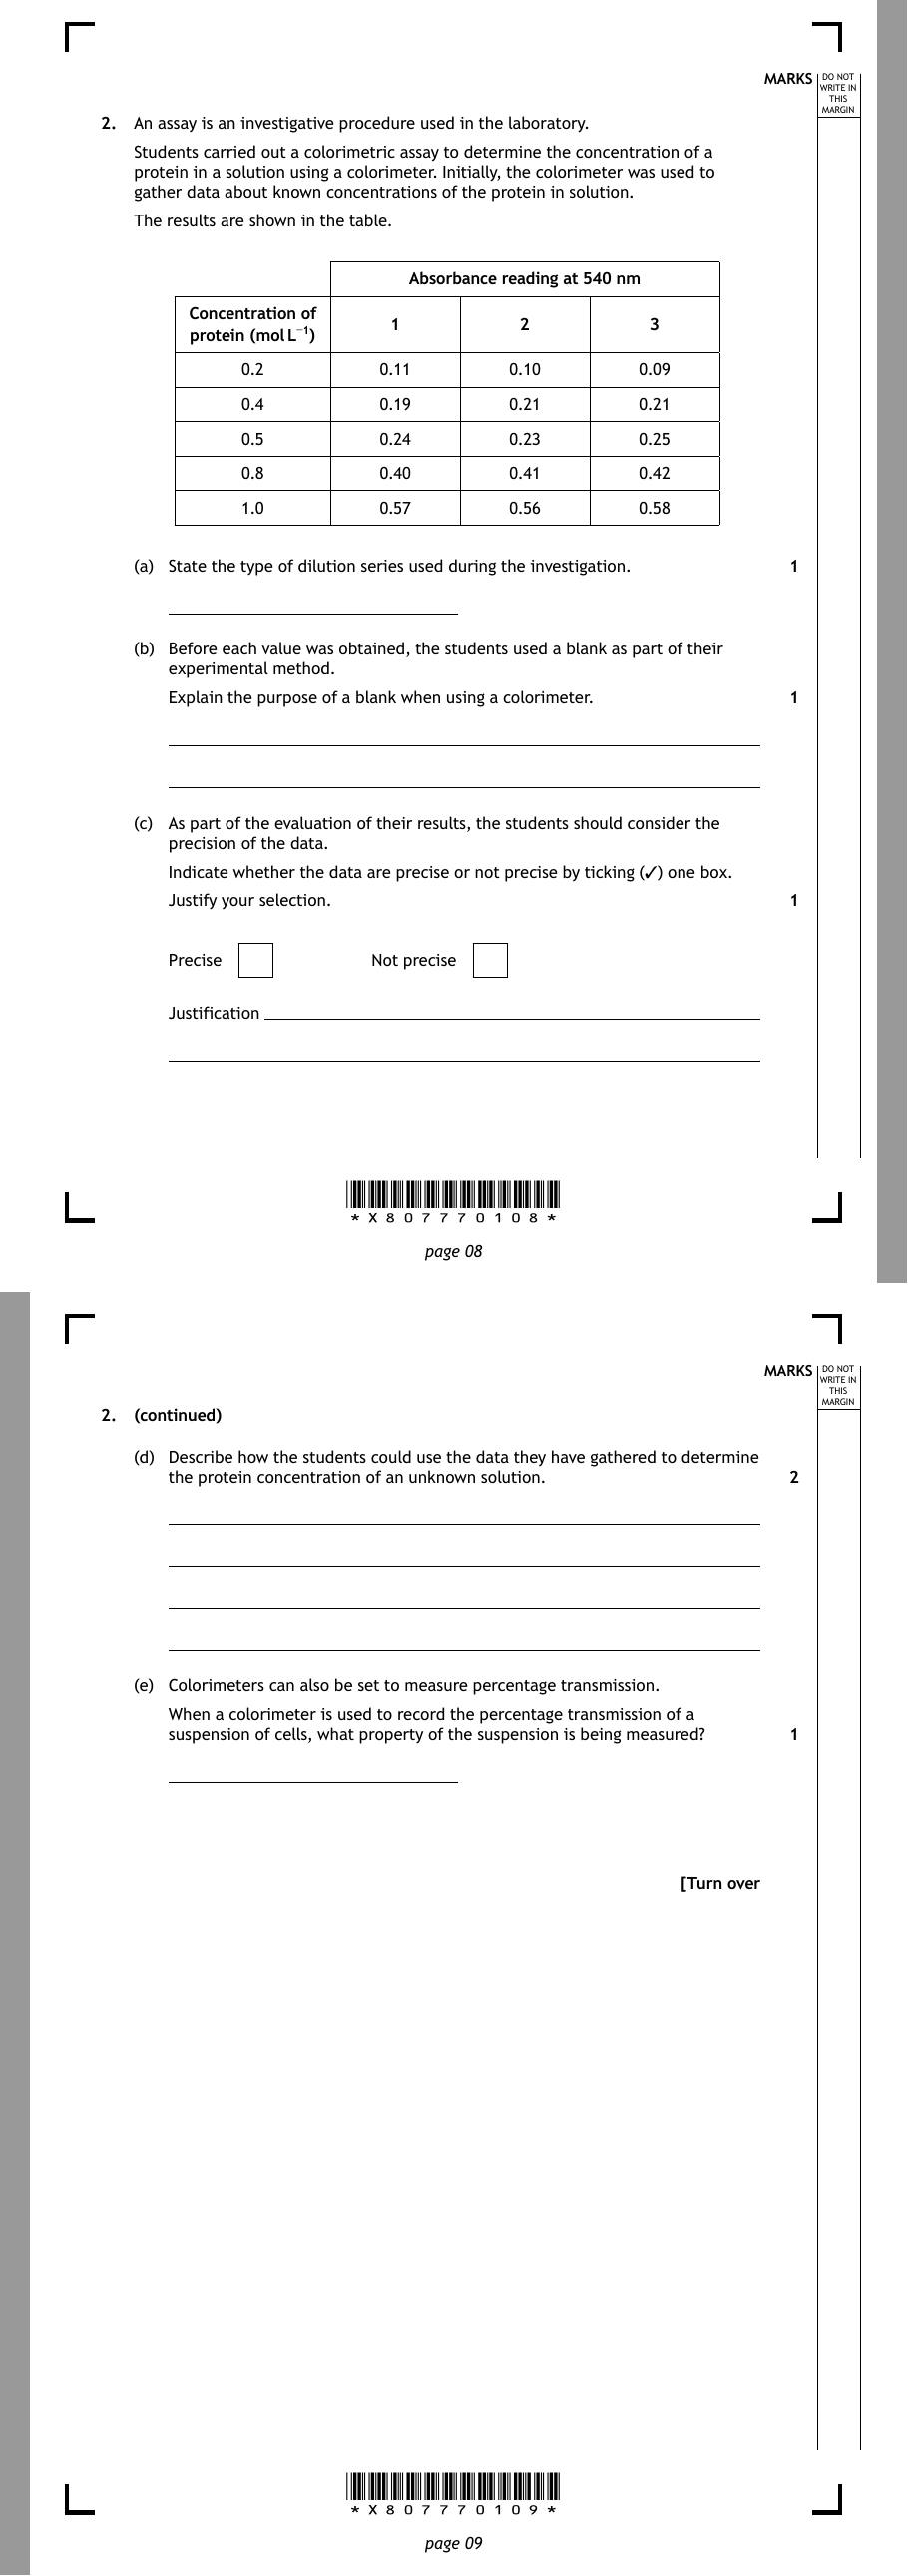 MARKS
DO NOT
WRITE IN
THIS
MARGIN
2. An assay is an investigative procedure used in the laboratory.
Students carried out a colorimetric assay to determine the concentration of a
protein in a solution using a colorimeter. Initially, the colorimeter was used to
gather data about known concentrations of the protein in solution.
The results are shown in the table.
Absorbance reading at 540 nm
Concentration of
protein (mol L⁻¹) 1 2 3
0.2 0.11 0.10 0.09
0.4 0.19 0.21 0.21
0.5 0.24 0.23 0.25
0.8 0.40 0.41 0.42
1.0 0.57 0.56 0.58
(a) State the type of dilution series used during the investigation. 1
(b) Before each value was obtained, the students used a blank as part of their
experimental method.
Explain the purpose of a blank when using a colorimeter. 1
(c) As part of the evaluation of their results, the students should consider the
precision of the data.
Indicate whether the data are precise or not precise by ticking (✓) one box.
Justify your selection. 1
Precise Not precise
Justification
* X 8 0 7 7 7 0 1 0 8 *
page 08
MARKS
DO NOT
WRITE IN
THIS
MARGIN
2. (continued)
(d) Describe how the students could use the data they have gathered to determine
the protein concentration of an unknown solution. 2
(e) Colorimeters can also be set to measure percentage transmission.
When a colorimeter is used to record the percentage transmission of a
suspension of cells, what property of the suspension is being measured? 1
[Turn over
* X 8 0 7 7 7 0 1 0 9 *
page 09